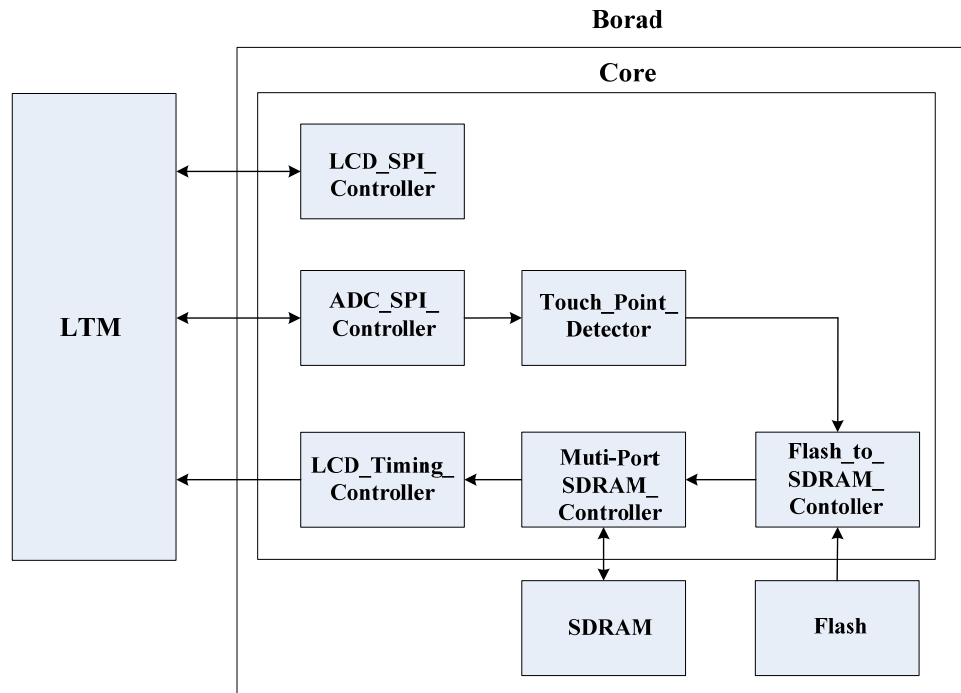 Borad
Core
LCD_SPI_
Controller
LTM
ADC_SPI_
Controller
Touch_Point_
Detector
LCD_Timing_
Controller
Muti-Port
SDRAM_
Controller
Flash_to_
SDRAM_
Contoller
SDRAM
Flash